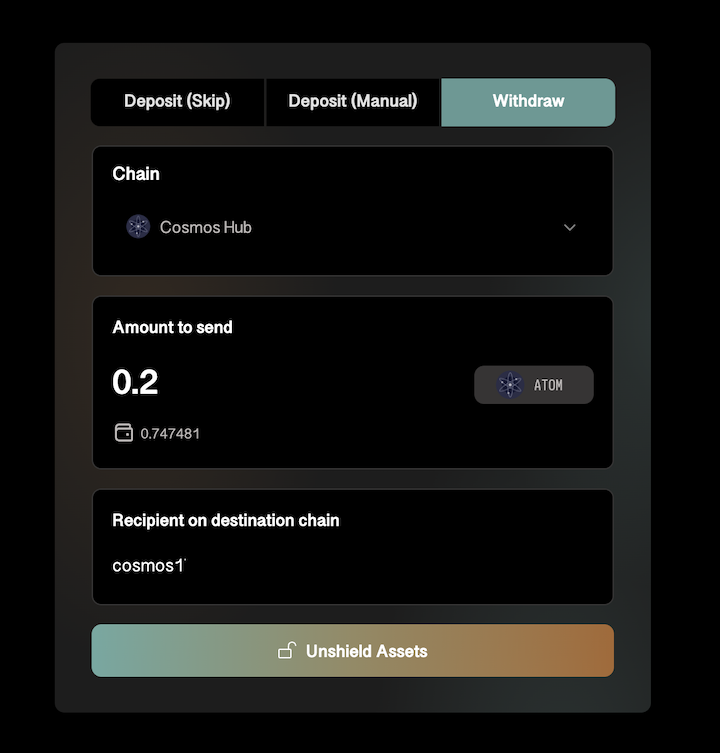 Deposit (Skip) Deposit (Manual) Withdraw
Chain
Cosmos Hub
Amount to send
0.2
ATOM
0.747481
Recipient on destination chain
cosmos1
Unshield Assets